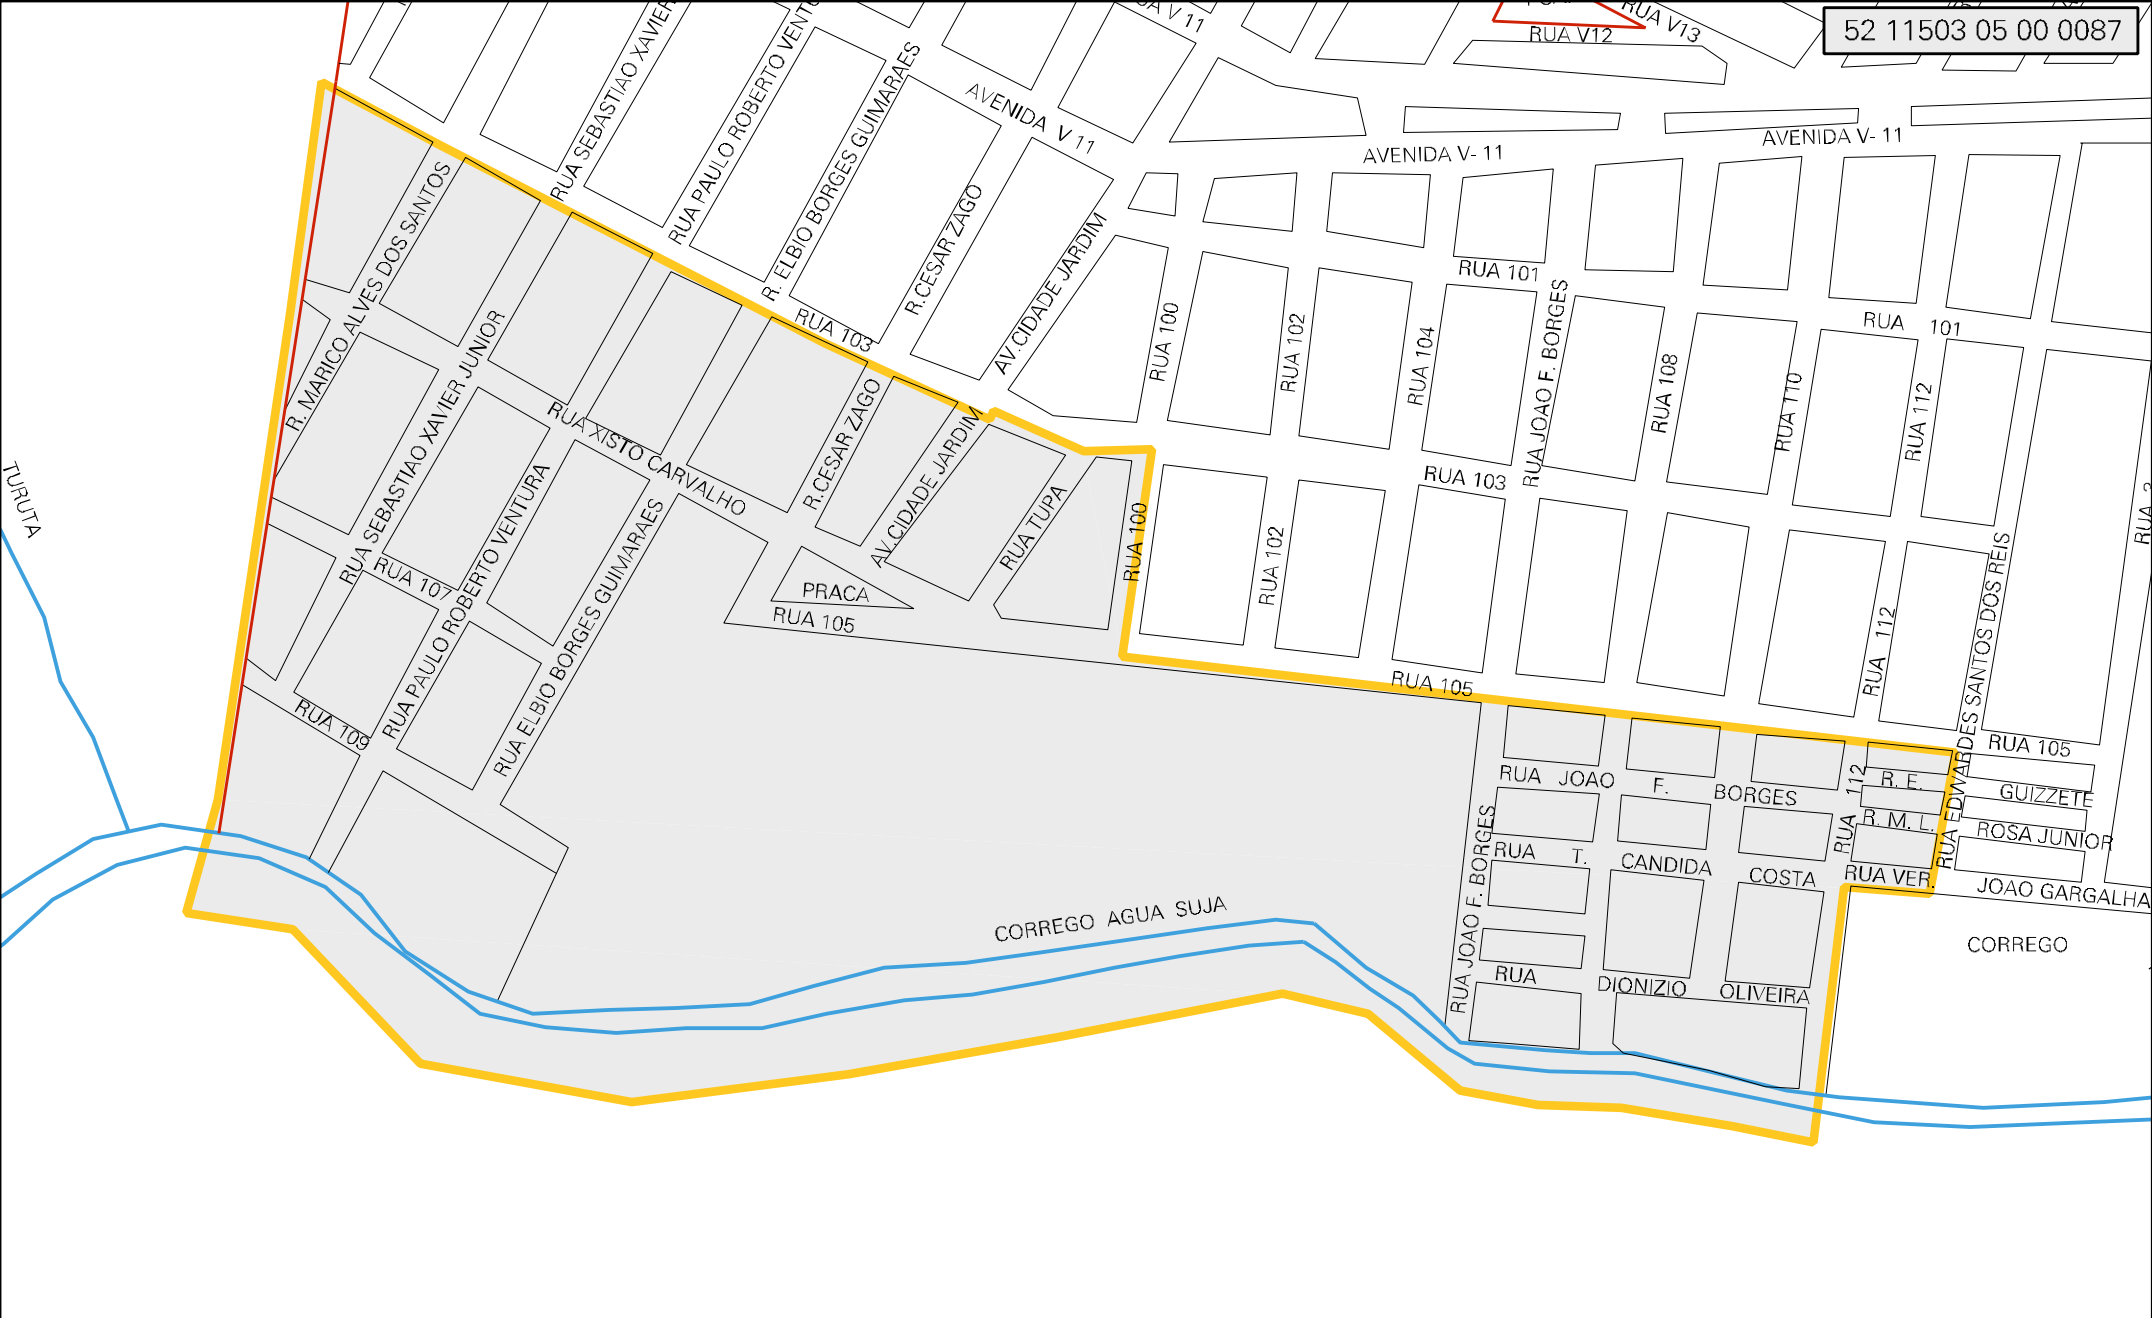 52 11503 05 00 0087
RUA V 11
RUA V13
RUA V12
RUA SEBASTIAO XAVIER
RUA PAULO ROBERTO VENTU
R. ELBIO BORGES GUIMARAES
AVENIDA V 11
AVENIDA V- 11
AVENIDA V- 11
R.CESAR ZAGO
AV.CIDADE JARDIM
RUA 101
RUA 101
RUA 100
RUA 102
RUA 104
RUA JOAO F. BORGES
RUA 108
RUA 110
RUA 112
R. MARICO ALVES DOS SANTOS
RUA SEBASTIAO XAVIER JUNIOR
RUA 103
RUA XISTO CARVALHO
R.CESAR ZAGO
AV.CIDADE JARDIM
RUA TUPA
RUA 100
RUA 102
RUA 103
TURUTA
RUA 107
RUA PAULO ROBERTO VENTURA
RUA ELBIO BORGES GUIMARAES
PRACA
RUA 105
RUA 109
RUA 105
RUA 112
RUA EDWARDES SANTOS DOS REIS
RUA 105
RUA JOAO F. BORGES
RUA 112
R. E. GUIZZETE
R. M. L. ROSA JUNIOR
RUA T. CANDIDA COSTA
RUA VER. JOAO GARGALHA
RUA JOAO F. BORGES
RUA DIONIZIO OLIVEIRA
CORREGO AGUA SUJA
CORREGO